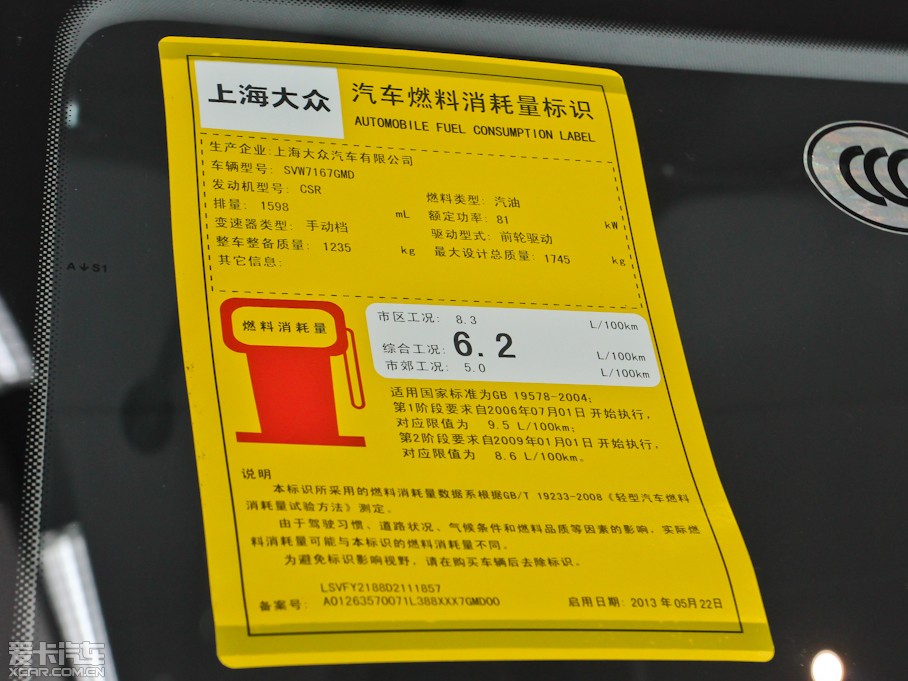 上海大众
汽车燃料消耗量标识
AUTOMOBILE FUEL CONSUMPTION LABEL
生产企业:上海大众汽车有限公司
车辆型号: SVW7167GMD
发动机型号: CSR
燃料类型: 汽油
排量: 1598 mL
额定功率: 81 kW
变速器类型: 手动档
驱动型式: 前轮驱动
整车整备质量: 1235 kg
最大设计总质量: 1745 kg
其它信息:
燃料消耗量
市区工况: 8.3 L/100km
综合工况: 6.2 L/100km
市郊工况: 5.0 L/100km
适用国家标准为GB 19578-2004;
第1阶段要求自2006年07月01日 开始执行,
对应限值为 9.5 L/100km;
第2阶段要求自2009年01月01日 开始执行,
对应限值为 8.6 L/100km。
说明
本标识所采用的燃料消耗量数据系根据GB/T 19233-2008《轻型汽车燃料
消耗量试验方法》测定。
由于驾驶习惯、道路状况、气候条件和燃料品质等因素的影响,实际燃
料消耗量可能与本标识的燃料消耗量不同。
为避免标识影响视野,请在购买车辆后去除标识。
LSVFY2188D2111857
备案号: A01263570071L388XXX7GMD00
启用日期: 2013 年05月22日
A↓S1
CCC
爱卡汽车
XCAR.COM.CN